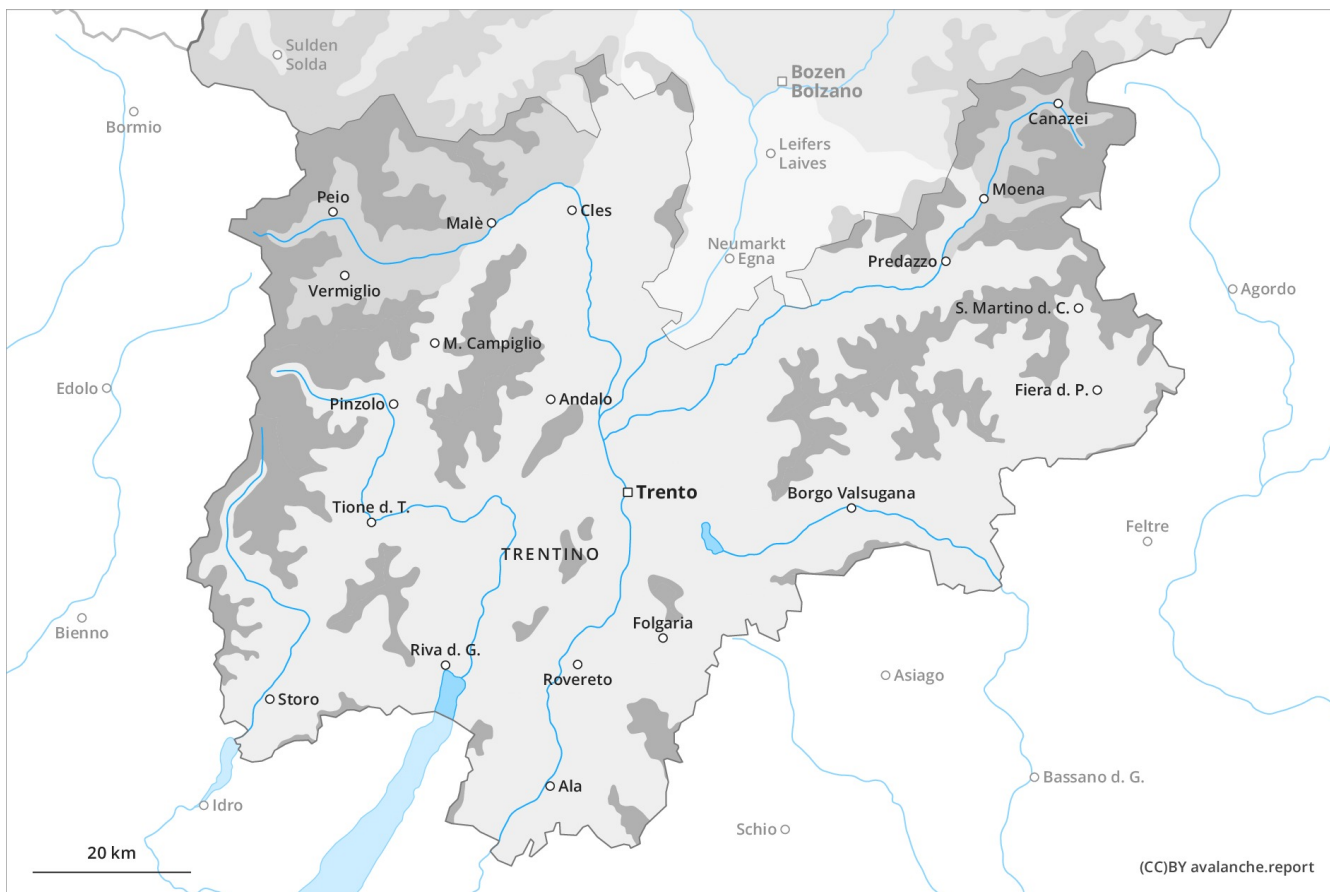 Sulden
Solda
Bozen
Bolzano
Bormio
Canazei
Leifers
Laives
Moena
Peio
Malè
Cles
Neumarkt
Egna
Predazzo
Vermiglio
Agordo
S. Martino d. C.
M. Campiglio
Edolo
Pinzolo
Andalo
Fiera d. P.
Trento
Borgo Valsugana
Tione d. T.
Feltre
TRENTINO
Bienno
Folgaria
Riva d. G.
Rovereto
Asiago
Storo
Bassano d. G.
Ala
Idro
Schio
20 km
(CC)BY avalanche.report